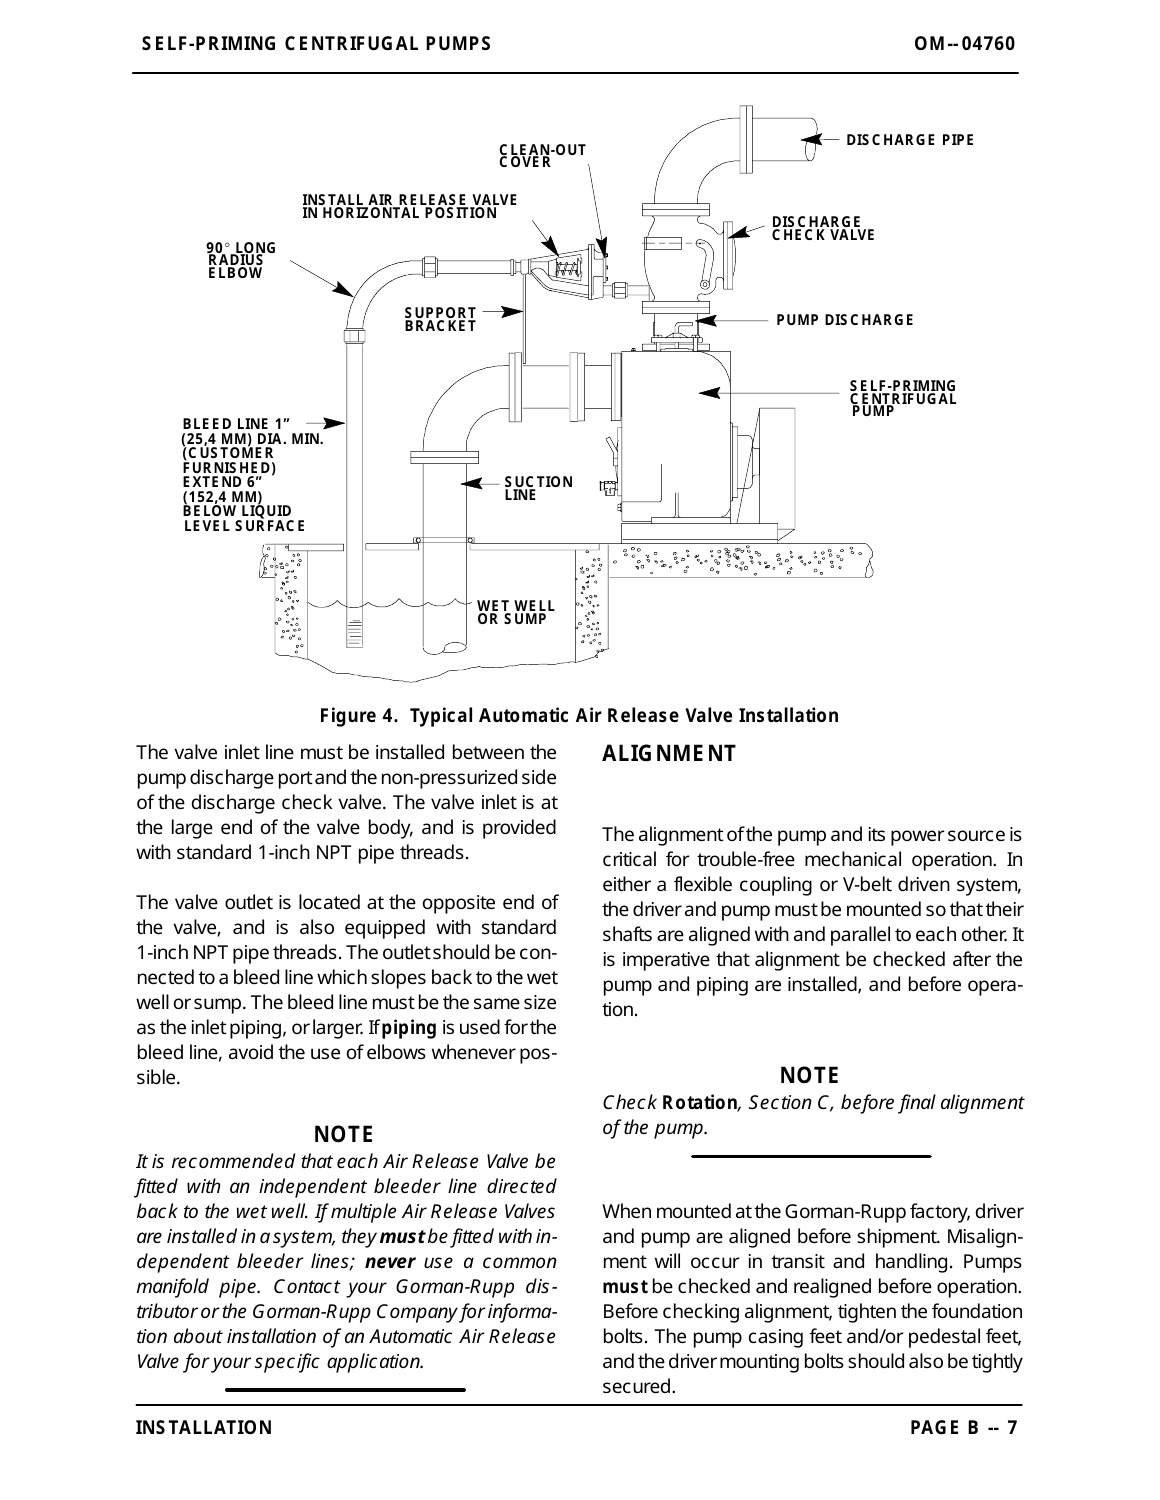 SELF-PRIMING CENTRIFUGAL PUMPS
OM--04760
DISCHARGE PIPE
CLEAN-OUT
COVER
INSTALL AIR RELEASE VALVE
IN HORIZONTAL POSITION
DISCHARGE
CHECK VALVE
90° LONG
RADIUS
ELBOW
SUPPORT
BRACKET
PUMP DISCHARGE
SELF-PRIMING
CENTRIFUGAL
PUMP
BLEED LINE 1”
(25,4 MM) DIA. MIN.
(CUSTOMER
FURNISHED)
EXTEND 6”
(152,4 MM)
BELOW LIQUID
LEVEL SURFACE
SUCTION
LINE
WET WELL
OR SUMP
Figure 4. Typical Automatic Air Release Valve Installation
The valve inlet line must be installed between the
pump discharge port and the non-pressurized side
of the discharge check valve. The valve inlet is at
the large end of the valve body, and is provided
with standard 1-inch NPT pipe threads.
The valve outlet is located at the opposite end of
the valve, and is also equipped with standard
1-inch NPT pipe threads. The outlet should be con-
nected to a bleed line which slopes back to the wet
well or sump. The bleed line must be the same size
as the inlet piping, or larger. If piping is used for the
bleed line, avoid the use of elbows whenever pos-
sible.
NOTE
It is recommended that each Air Release Valve be
fitted with an independent bleeder line directed
back to the wet well. If multiple Air Release Valves
are installed in a system, they must be fitted with in-
dependent bleeder lines; never use a common
manifold pipe. Contact your Gorman-Rupp dis-
tributor or the Gorman-Rupp Company for informa-
tion about installation of an Automatic Air Release
Valve for your specific application.
ALIGNMENT
The alignment of the pump and its power source is
critical for trouble-free mechanical operation. In
either a flexible coupling or V-belt driven system,
the driver and pump must be mounted so that their
shafts are aligned with and parallel to each other. It
is imperative that alignment be checked after the
pump and piping are installed, and before opera-
tion.
NOTE
Check Rotation, Section C, before final alignment
of the pump.
When mounted at the Gorman-Rupp factory, driver
and pump are aligned before shipment. Misalign-
ment will occur in transit and handling. Pumps
must be checked and realigned before operation.
Before checking alignment, tighten the foundation
bolts. The pump casing feet and/or pedestal feet,
and the driver mounting bolts should also be tightly
secured.
INSTALLATION
PAGE B -- 7